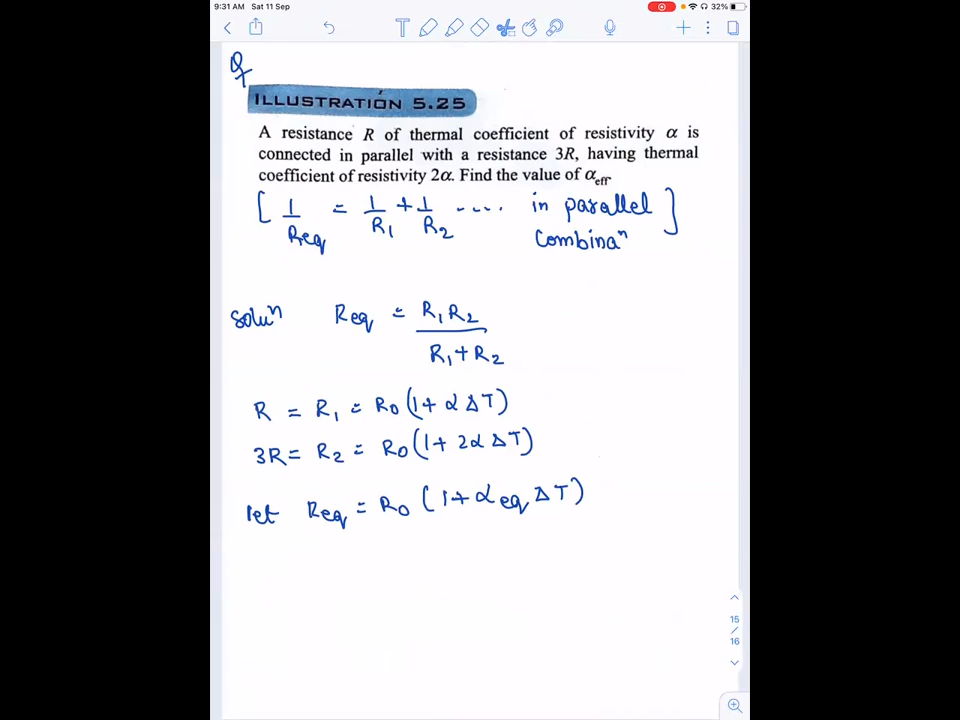 9:31 AM Sat 11 Sep
32%
T
Q
ILLUSTRATION 5.25
A resistance R of thermal coefficient of resistivity α is
connected in parallel with a resistance 3R, having thermal
coefficient of resistivity 2α. Find the value of α_eff
[ 1/Req = 1/R₁ + 1/R₂ ---- in parallel
combinaⁿ ]
Soluⁿ Req = R₁R₂ / R₁+R₂
R = R₁ = R₀(1+ α ΔT)
3R = R₂ = R₀(1+ 2α ΔT)
let Req = R₀ (1+ α_eq ΔT)
15
/
16